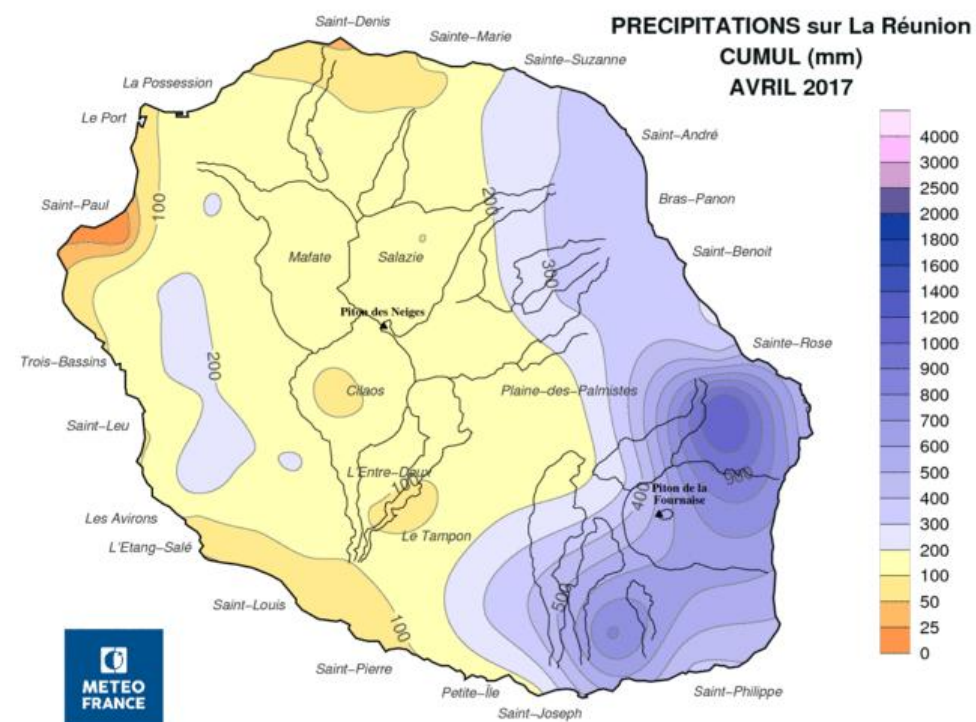 PRECIPITATIONS sur La Réunion
CUMUL (mm)
AVRIL 2017
Saint-Denis
Sainte-Marie
Sainte-Suzanne
La Possession
Le Port
Saint-André
Saint-Paul
100
200
Bras-Panon
Mafate
Salazie
Saint-Benoit
300
Piton des Neiges
Trois-Bassins
200
Sainte-Rose
Cilaos
Plaine-des-Palmistes
Saint-Leu
L'Entre-Deux
100
400
500
Piton de la
Fournaise
Les Avirons
Le Tampon
L'Etang-Salé
Saint-Louis
500
100
Saint-Pierre
Petite-Île
Saint-Philippe
Saint-Joseph
4000
3000
2500
2000
1800
1600
1400
1200
1000
800
700
600
500
400
300
200
100
50
25
0
METEO
FRANCE